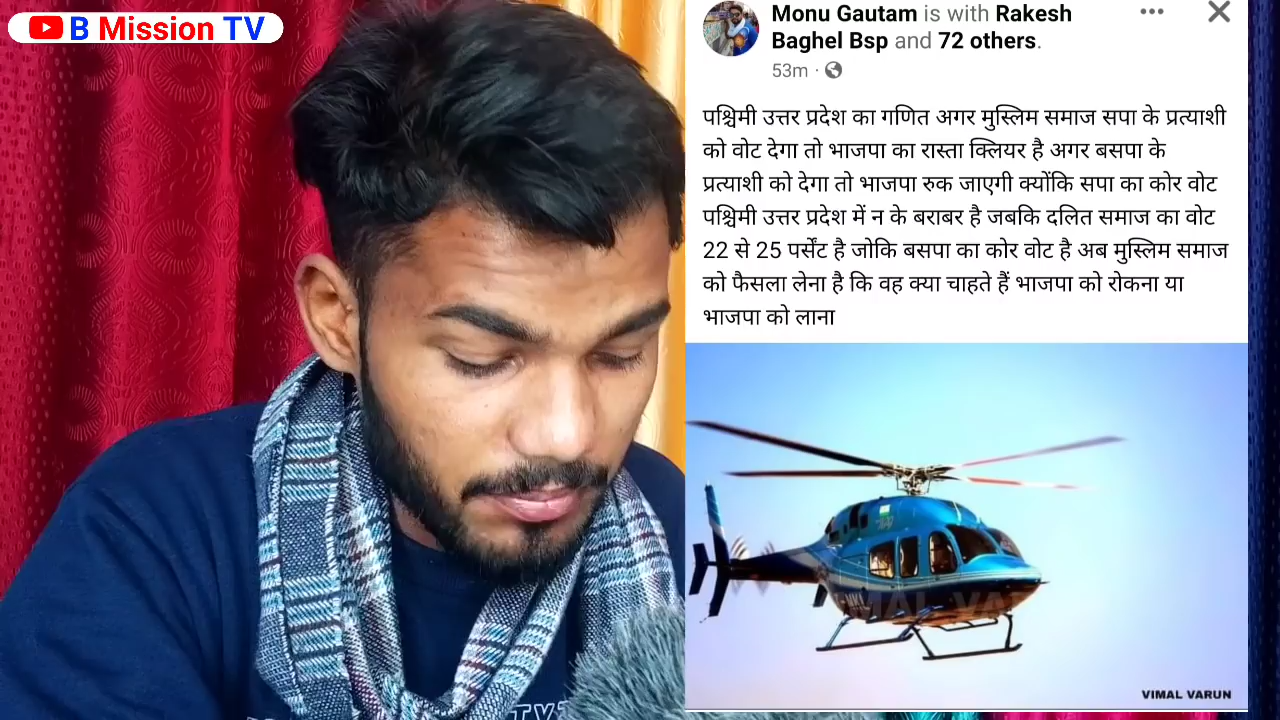 B Mission TV
Monu Gautam is with Rakesh
Baghel Bsp and 72 others.
53m ·
पश्चिमी उत्तर प्रदेश का गणित अगर मुस्लिम समाज सपा के प्रत्याशी
को वोट देगा तो भाजपा का रास्ता क्लियर है अगर बसपा के
प्रत्याशी को देगा तो भाजपा रुक जाएगी क्योंकि सपा का कोर वोट
पश्चिमी उत्तर प्रदेश में न के बराबर है जबकि दलित समाज का वोट
22 से 25 पर्सेंट है जोकि बसपा का कोर वोट है अब मुस्लिम समाज
को फैसला लेना है कि वह क्या चाहते हैं भाजपा को रोकना या
भाजपा को लाना
VIMAL VARUN